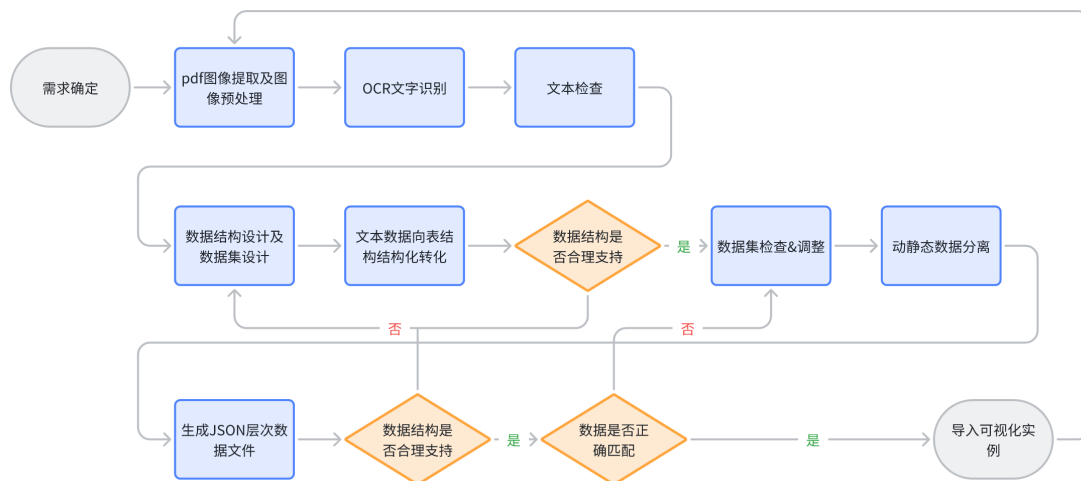 需求确定
pdf图像提取及图
像预处理
OCR文字识别
文本检查
数据结构设计及
数据集设计
文本数据向表结
构结构化转化
数据结构是
否合理支持
是
数据集检查&调整
动静态数据分离
否
否
生成JSON层次数
据文件
数据结构是
否合理支持
是
数据是否正
确匹配
是
导入可视化实
例